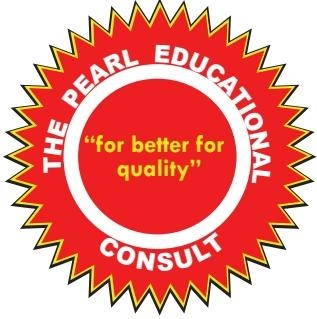 THE PEARL EDUCATIONAL
“for better for
quality”
CONSULT